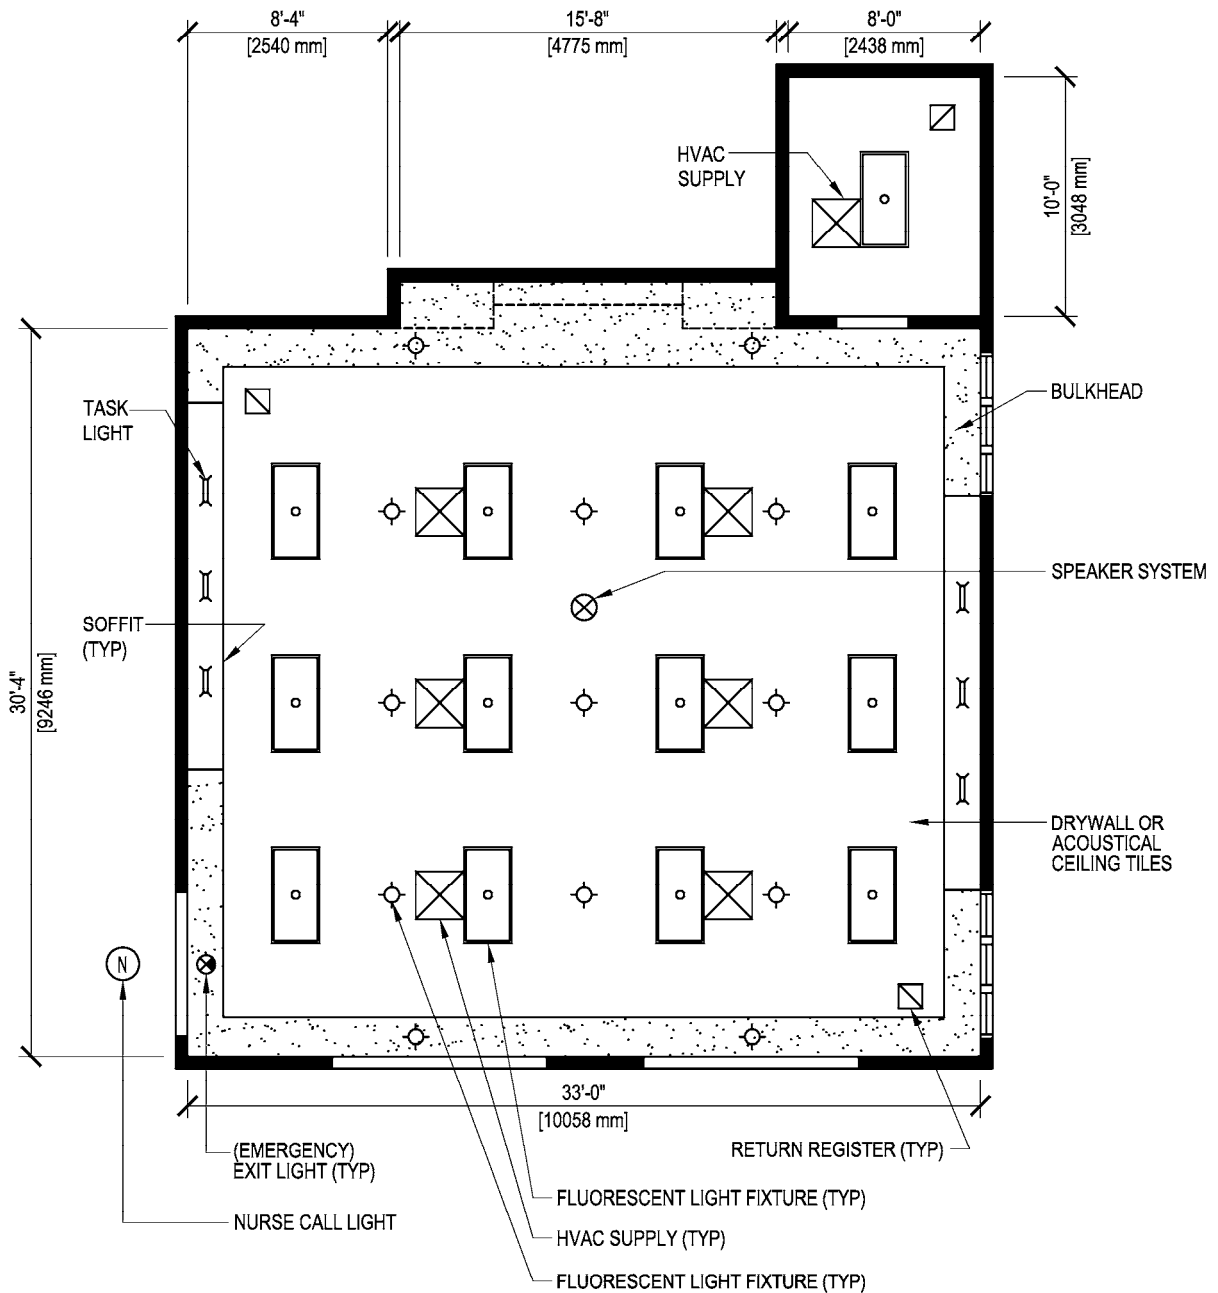 8'-4"
[2540 mm]
15'-8"
[4775 mm]
8'-0"
[2438 mm]
HVAC
SUPPLY
10'-0"
[3048 mm]
TASK
LIGHT
BULKHEAD
SPEAKER SYSTEM
SOFFIT
(TYP)
30'-4"
[9246 mm]
DRYWALL OR
ACOUSTICAL
CEILING TILES
N
33'-0"
[10058 mm]
(EMERGENCY)
EXIT LIGHT (TYP)
RETURN REGISTER (TYP)
FLUORESCENT LIGHT FIXTURE (TYP)
NURSE CALL LIGHT
HVAC SUPPLY (TYP)
FLUORESCENT LIGHT FIXTURE (TYP)